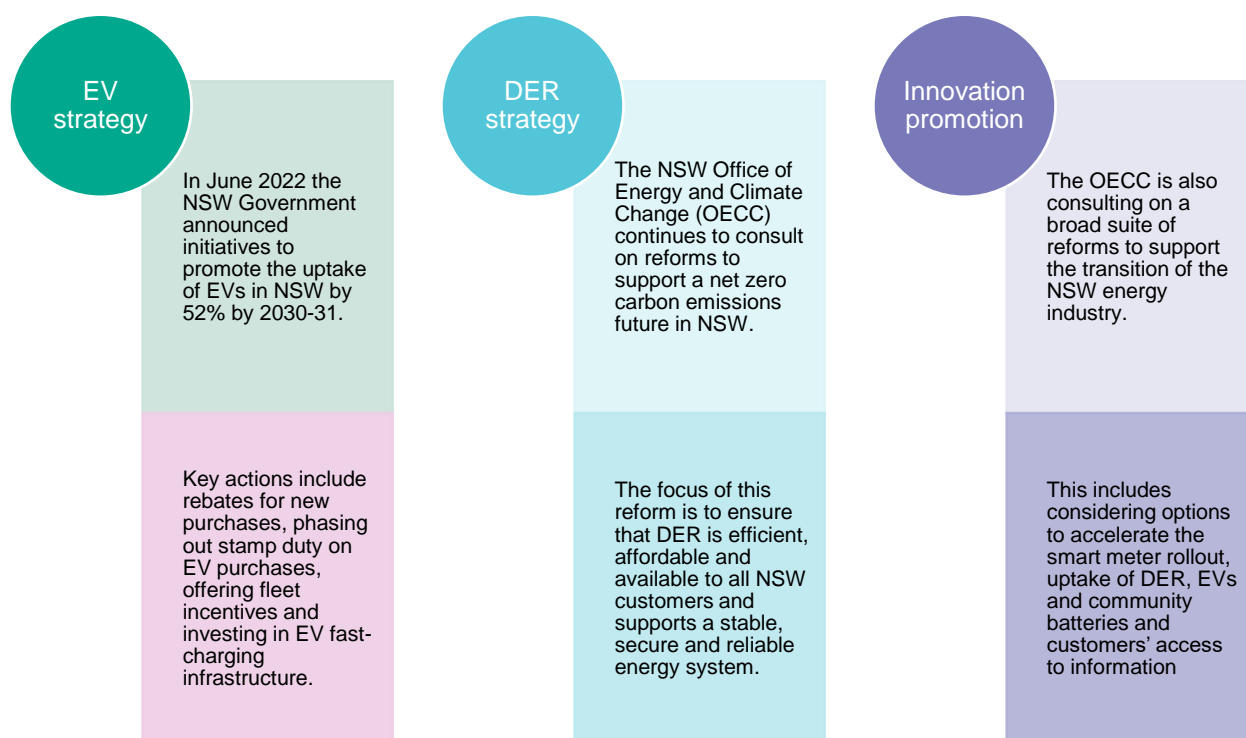 EV
strategy
In June 2022 the
NSW Government
announced
initiatives to
promote the uptake
of EVs in NSW by
52% by 2030-31.
Key actions include
rebates for new
purchases, phasing
out stamp duty on
EV purchases,
offering fleet
incentives and
investing in EV fast-
charging
infrastructure.
DER
strategy
The NSW Office of
Energy and Climate
Change (OECC)
continues to consult
on reforms to
support a net zero
carbon emissions
future in NSW.
The focus of this
reform is to ensure
that DER is efficient,
affordable and
available to all NSW
customers and
supports a stable,
secure and reliable
energy system.
Innovation
promotion
The OECC is also
consulting on a
broad suite of
reforms to support
the transition of the
NSW energy
industry.
This includes
considering options
to accelerate the
smart meter rollout,
uptake of DER, EVs
and community
batteries and
customers’ access
to information